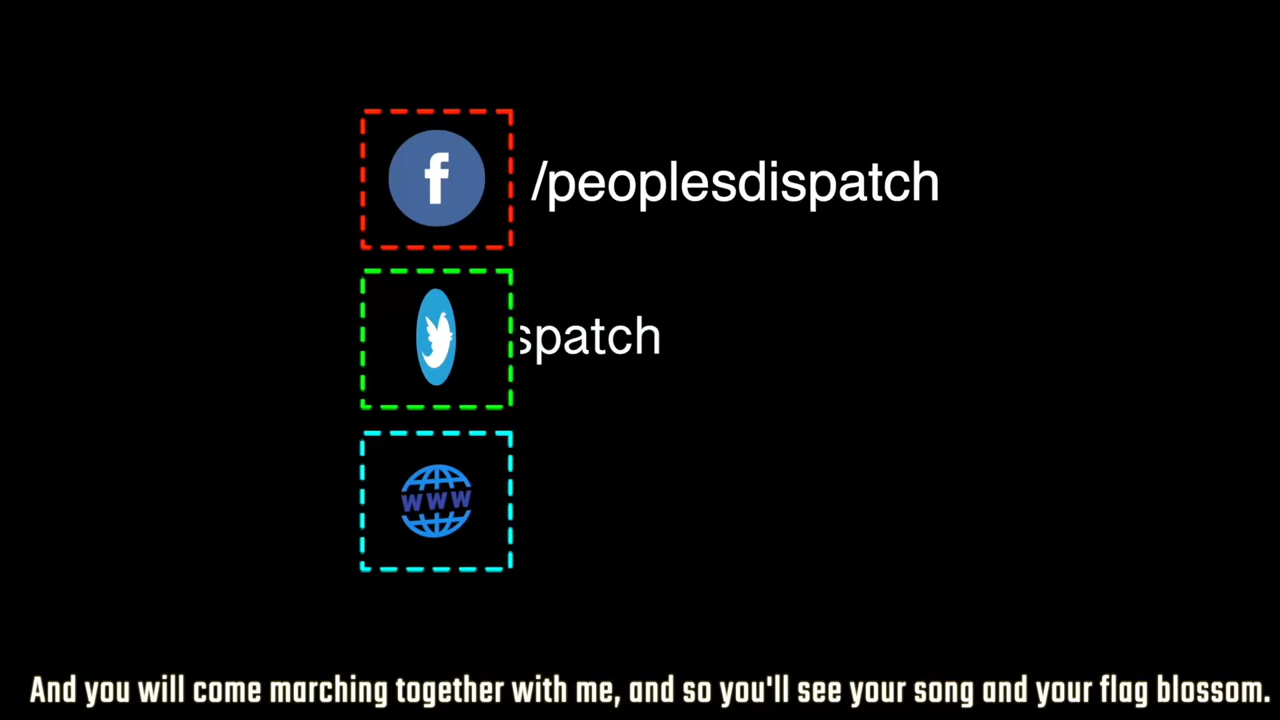 f /peoplesdispatch
spatch
WWW
And you will come marching together with me, and so you'll see your song and your flag blossom.